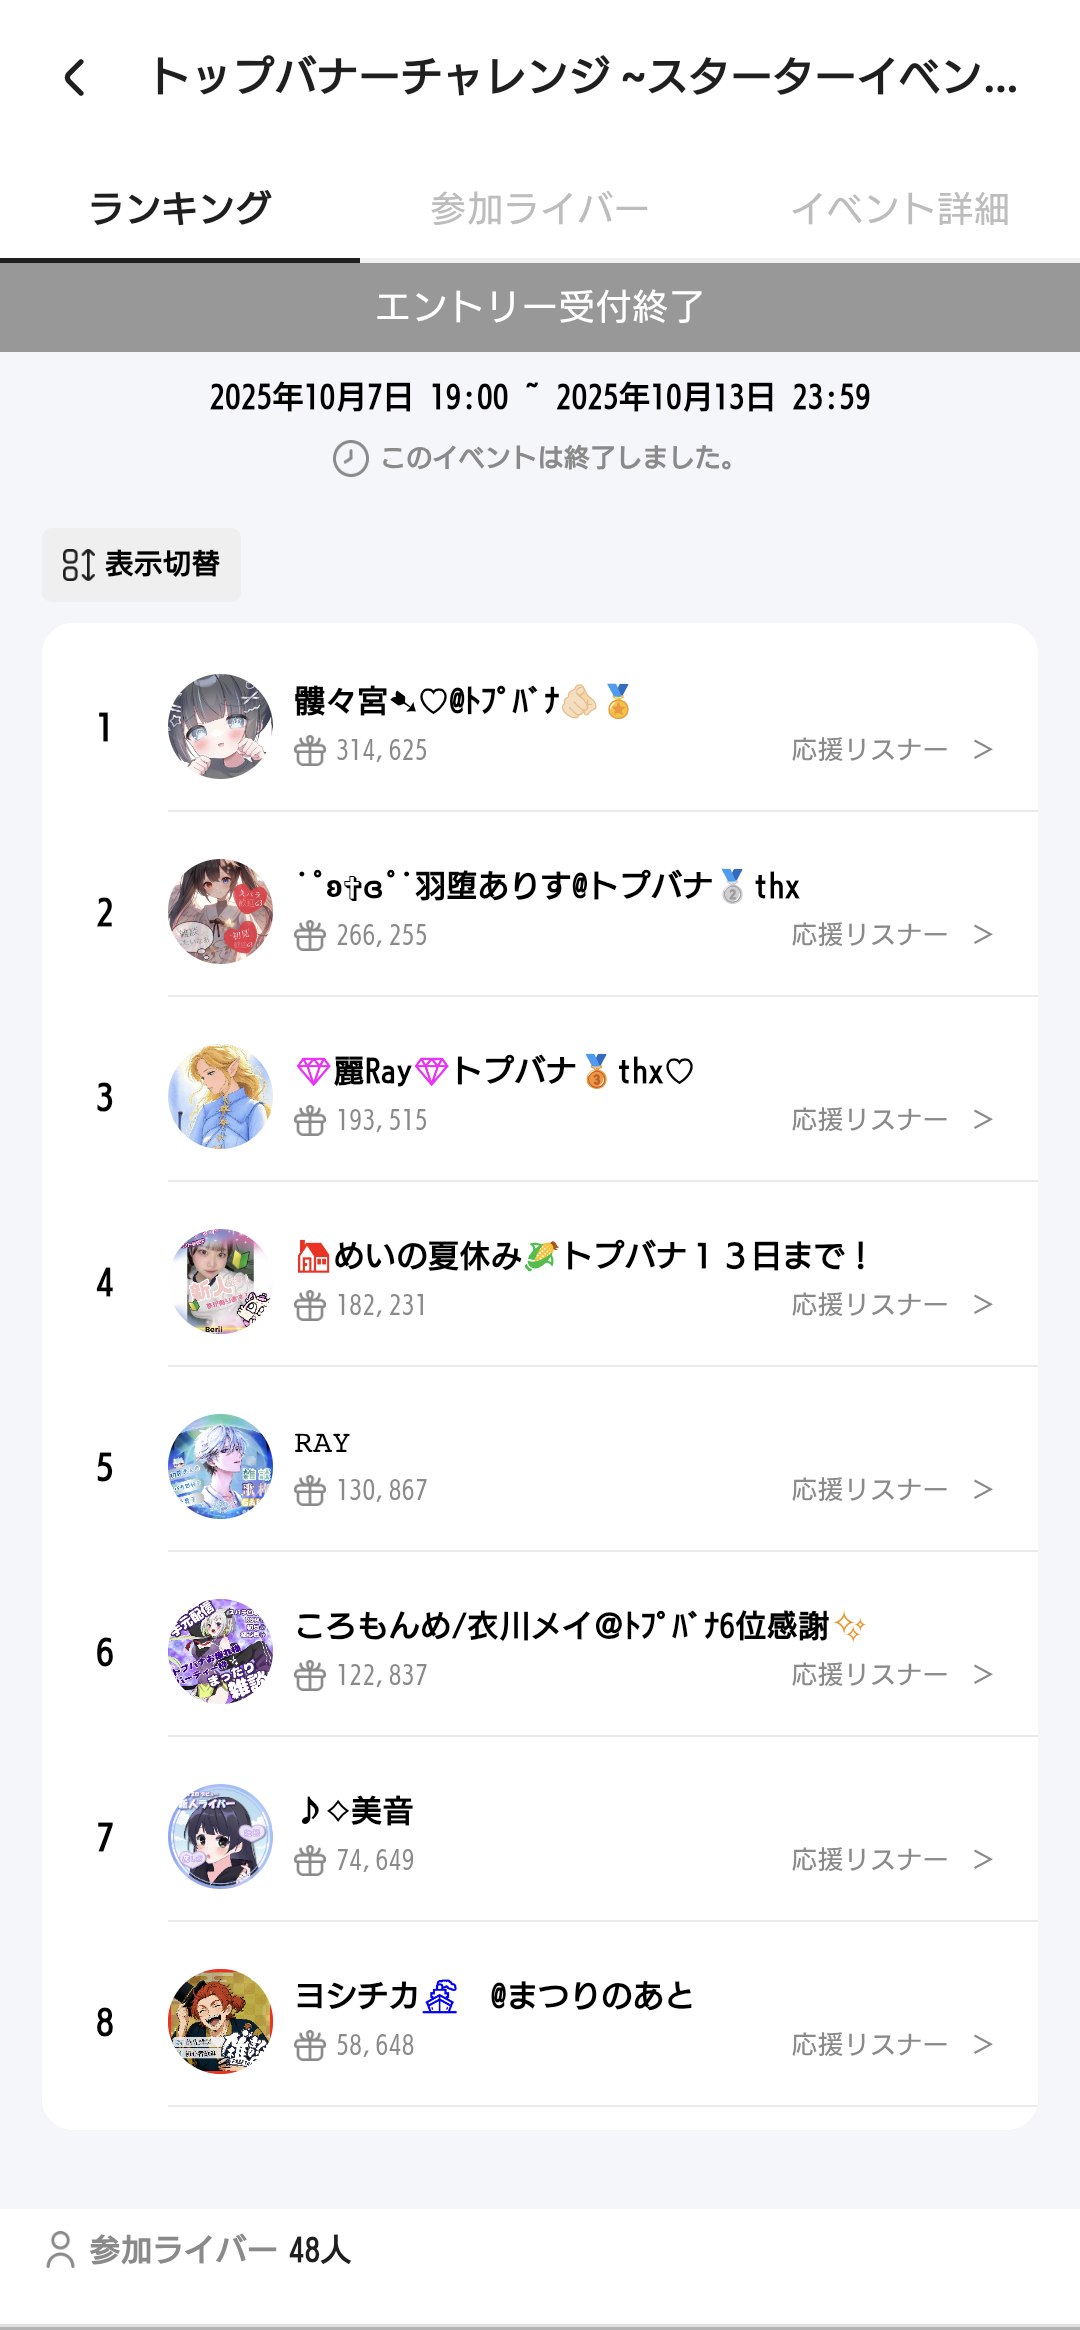 トップバナーチャレンジ ~スターターイベン...
ランキング 参加ライバー イベント詳細
エントリー受付終了
2025年10月7日 19:00 ~ 2025年10月13日 23:59
このイベントは終了しました。
表示切替
1
髏々宮➷♡@ﾄﾌﾟﾊﾞﾅ🫵🏻🏅
314,625 応援リスナー >
2
˙˚ʚ✞ɞ˚˙羽堕ありす@トプバナ🥈thx
266,255 応援リスナー >
3
💎麗Ray💎トプバナ🥉thx♡
193,515 応援リスナー >
4
🏠めいの夏休み🌽トプバナ１３日まで！
182,231 応援リスナー >
5
RAY
130,867 応援リスナー >
6
ころもんめ/衣川メイ＠ﾄﾌﾟﾊﾞﾅ6位感謝✨
122,837 応援リスナー >
7
♪◇美音
74,649 応援リスナー >
8
ヨシチカ🚢 @まつりのあと
58,648 応援リスナー >
参加ライバー 48人